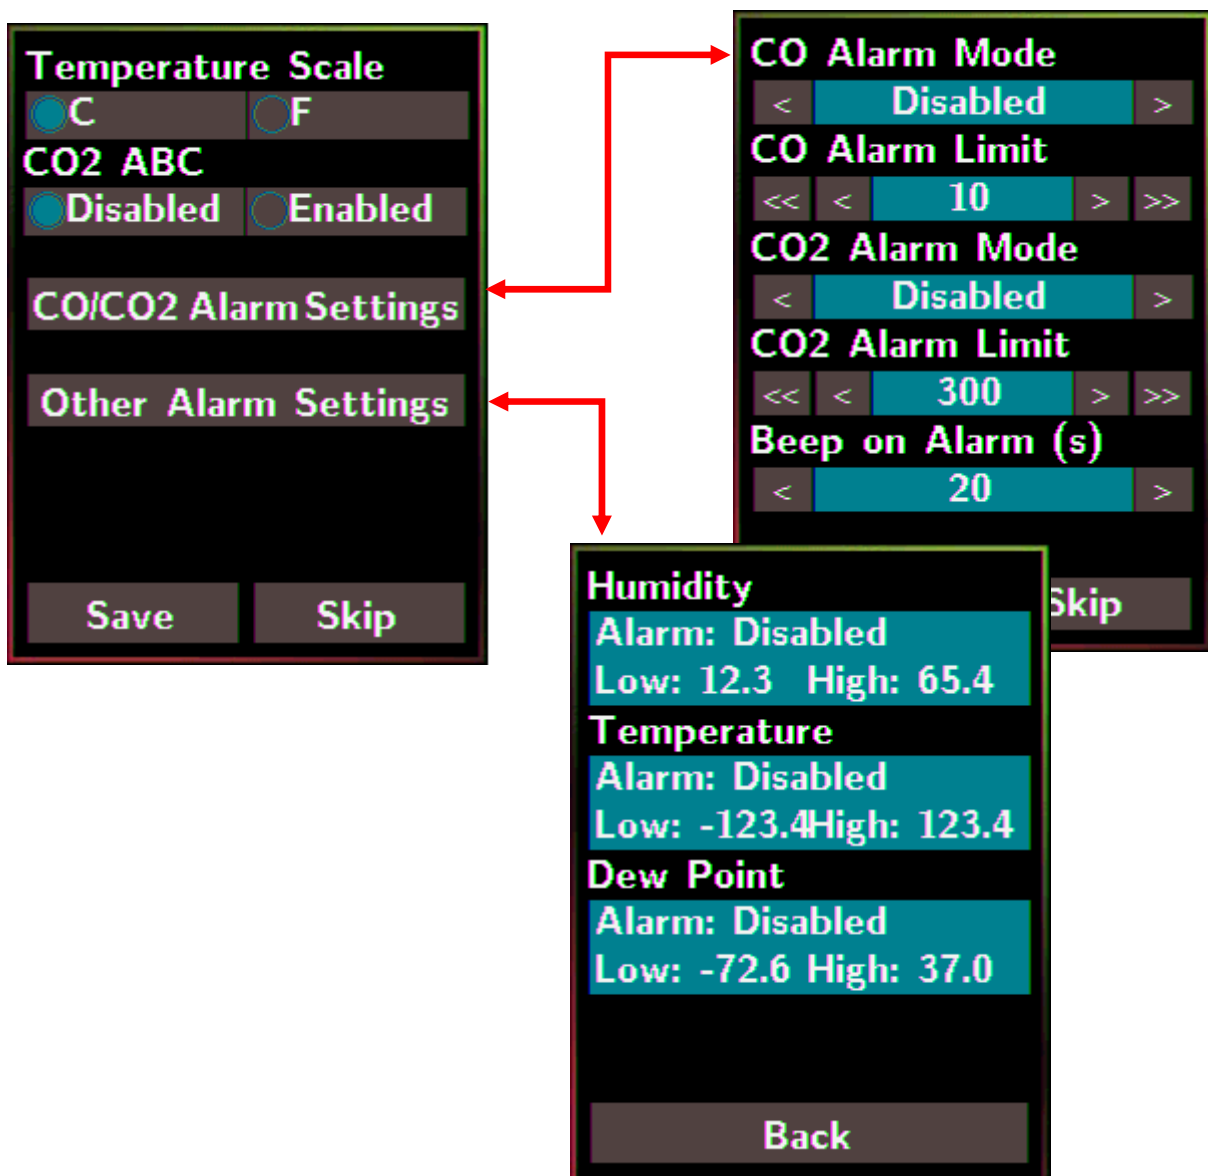 Temperature Scale
C F
CO2 ABC
Disabled Enabled
CO/CO2 Alarm Settings
Other Alarm Settings
Save Skip
CO Alarm Mode
< Disabled >
CO Alarm Limit
<< < 10 > >>
CO2 Alarm Mode
< Disabled >
CO2 Alarm Limit
<< < 300 > >>
Beep on Alarm (s)
< 20 >
Skip
Humidity
Alarm: Disabled
Low: 12.3 High: 65.4
Temperature
Alarm: Disabled
Low: -123.4 High: 123.4
Dew Point
Alarm: Disabled
Low: -72.6 High: 37.0
Back